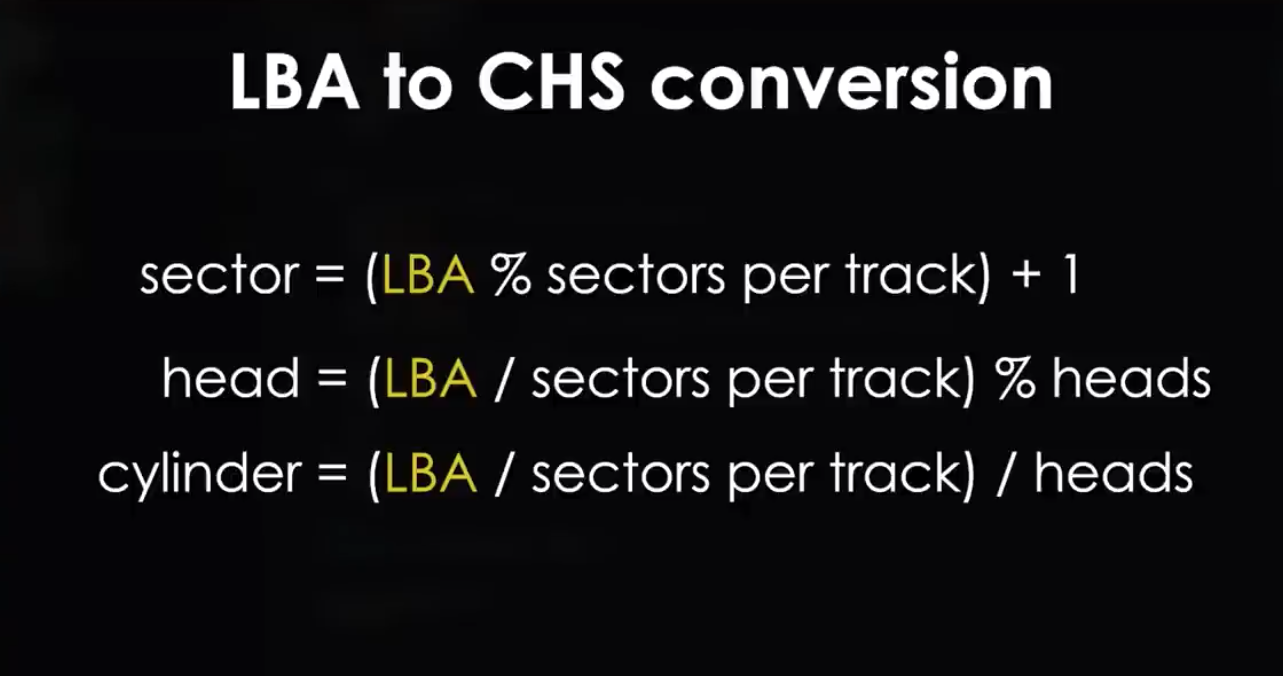 LBA to CHS conversion
sector = (LBA % sectors per track) + 1
head = (LBA / sectors per track) % heads
cylinder = (LBA / sectors per track) / heads